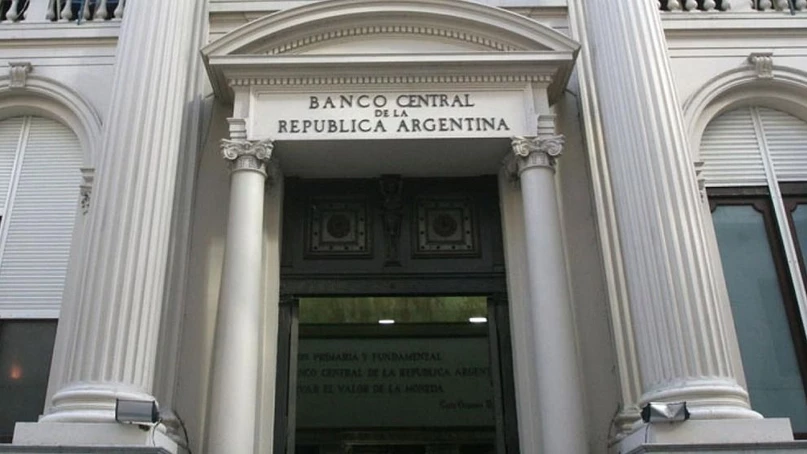 BANCO CENTRAL
DE LA
REPUBLICA ARGENTINA
PRIMARIA Y FUNDAMENTAL
CENTRAL DE LA REPUBLICA
EL VALOR DE LA MONEDA